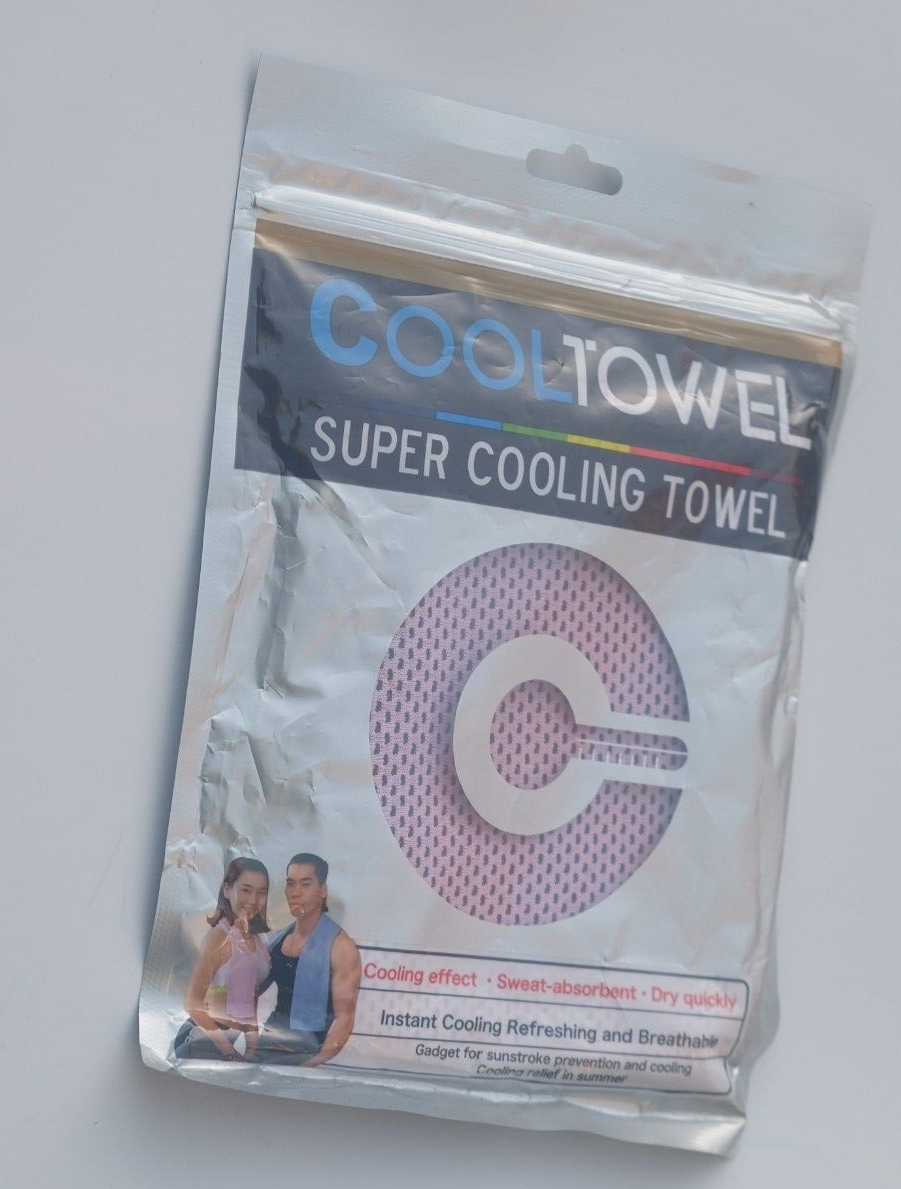 COOLTOWEL
SUPER COOLING TOWEL
Cooling effect · Sweat-absorbent · Dry quickly
Instant Cooling Refreshing and Breathable
Gadget for sunstroke prevention and cooling
Cooling relief in summer